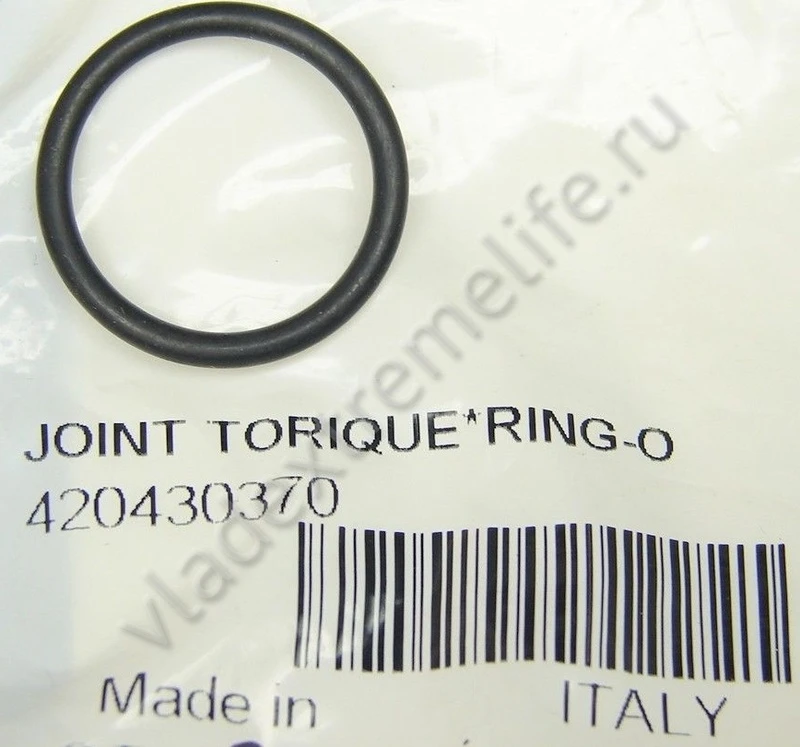 JOINT TORIQUE*RING-O
420430370
Made in ITALY
vladextremelife.ru